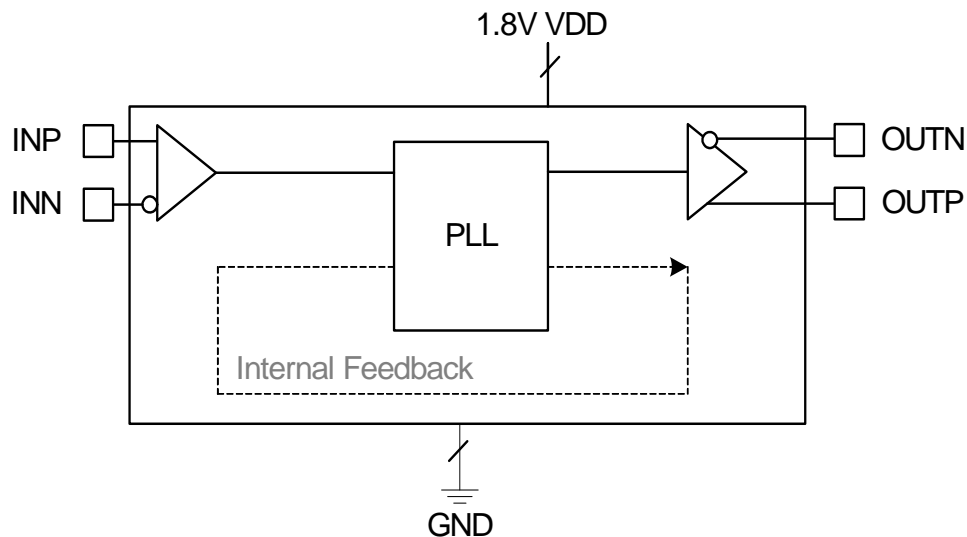 1.8V VDD
INP
INN
OUTN
OUTP
PLL
Internal Feedback
GND